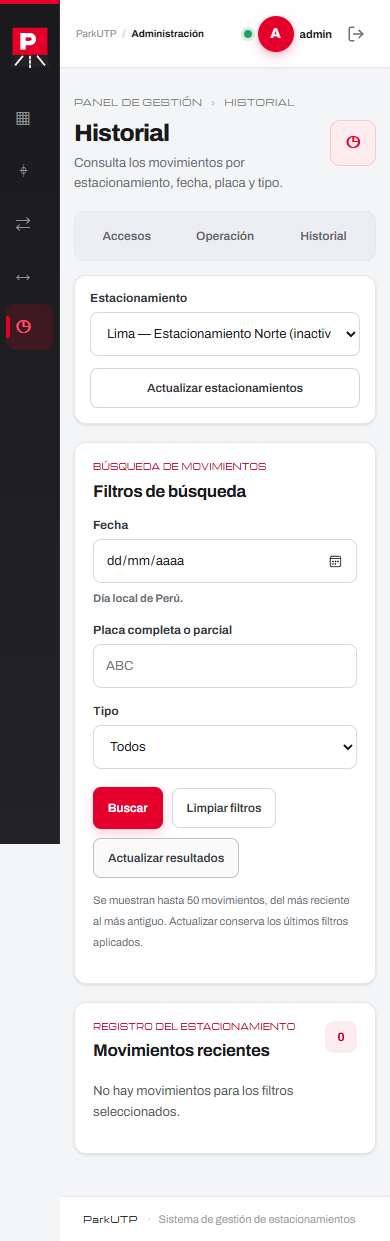 P
ParkUTP / Administración
A
admin
PANEL DE GESTIÓN › HISTORIAL
Historial
Consulta los movimientos por
estacionamiento, fecha, placa y tipo.
Accesos Operación Historial
Estacionamiento
Lima — Estacionamiento Norte (inactiv
Actualizar estacionamientos
BÚSQUEDA DE MOVIMIENTOS
Filtros de búsqueda
Fecha
dd/mm/aaaa
Día local de Perú.
Placa completa o parcial
ABC
Tipo
Todos
Buscar Limpiar filtros
Actualizar resultados
Se muestran hasta 50 movimientos, del más reciente
al más antiguo. Actualizar conserva los últimos filtros
aplicados.
REGISTRO DEL ESTACIONAMIENTO
0
Movimientos recientes
No hay movimientos para los filtros
seleccionados.
ParkUTP · Sistema de gestión de estacionamientos